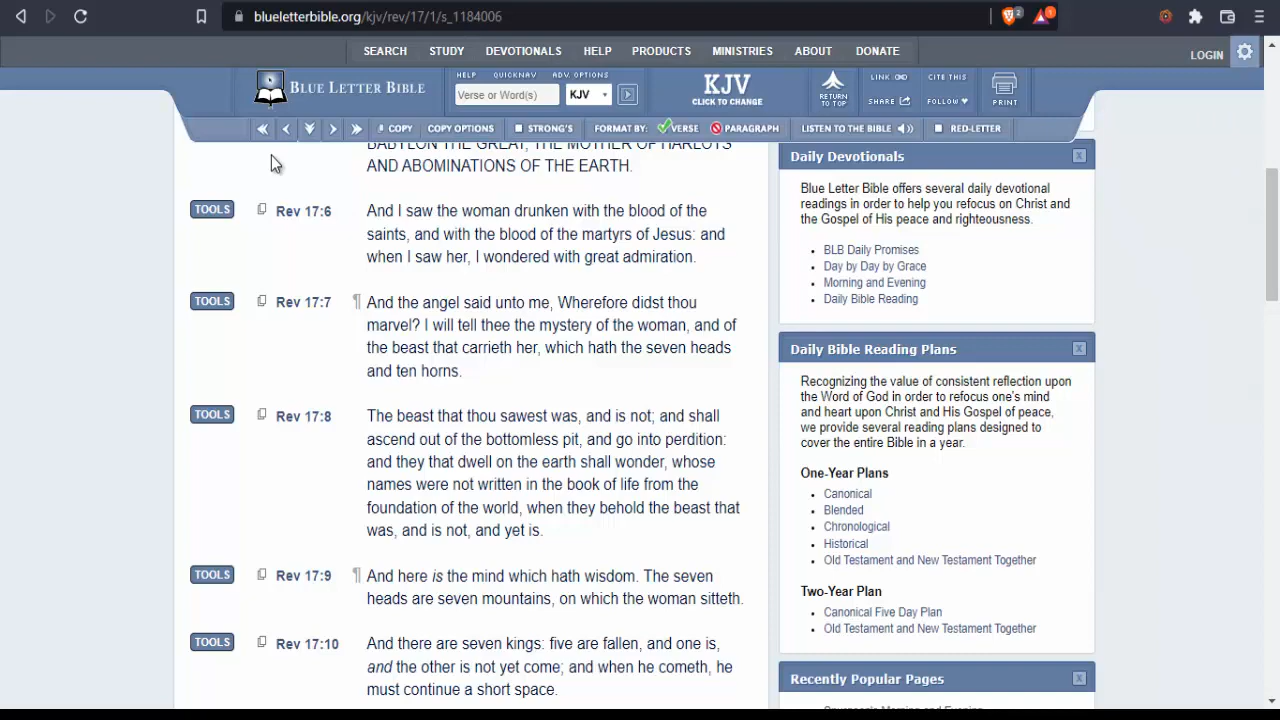 blueletterbible.org/kjv/rev/17/1/s_1184006
2
1
SEARCH STUDY DEVOTIONALS HELP PRODUCTS MINISTRIES ABOUT DONATE
LOGIN
BLUE LETTER BIBLE
HELP QUICKNAV ADV. OPTIONS
Verse or Word(s) KJV
KJV
CLICK TO CHANGE
RETURN
TO TOP
LINK
SHARE
CITE THIS
FOLLOW
PRINT
COPY COPY OPTIONS STRONG'S FORMAT BY: VERSE PARAGRAPH LISTEN TO THE BIBLE RED-LETTER
BABYLON THE GREAT, THE MOTHER OF HARLOTS
AND ABOMINATIONS OF THE EARTH.
TOOLS Rev 17:6 And I saw the woman drunken with the blood of the
saints, and with the blood of the martyrs of Jesus: and
when I saw her, I wondered with great admiration.
TOOLS Rev 17:7 ¶ And the angel said unto me, Wherefore didst thou
marvel? I will tell thee the mystery of the woman, and of
the beast that carrieth her, which hath the seven heads
and ten horns.
TOOLS Rev 17:8 The beast that thou sawest was, and is not; and shall
ascend out of the bottomless pit, and go into perdition:
and they that dwell on the earth shall wonder, whose
names were not written in the book of life from the
foundation of the world, when they behold the beast that
was, and is not, and yet is.
TOOLS Rev 17:9 ¶ And here is the mind which hath wisdom. The seven
heads are seven mountains, on which the woman sitteth.
TOOLS Rev 17:10 And there are seven kings: five are fallen, and one is,
and the other is not yet come; and when he cometh, he
must continue a short space.
Daily Devotionals x
Blue Letter Bible offers several daily devotional
readings in order to help you refocus on Christ and
the Gospel of His peace and righteousness.
BLB Daily Promises
Day by Day by Grace
Morning and Evening
Daily Bible Reading
Daily Bible Reading Plans x
Recognizing the value of consistent reflection upon
the Word of God in order to refocus one's mind
and heart upon Christ and His Gospel of peace,
we provide several reading plans designed to
cover the entire Bible in a year.
One-Year Plans
Canonical
Blended
Chronological
Historical
Old Testament and New Testament Together
Two-Year Plan
Canonical Five Day Plan
Old Testament and New Testament Together
Recently Popular Pages x